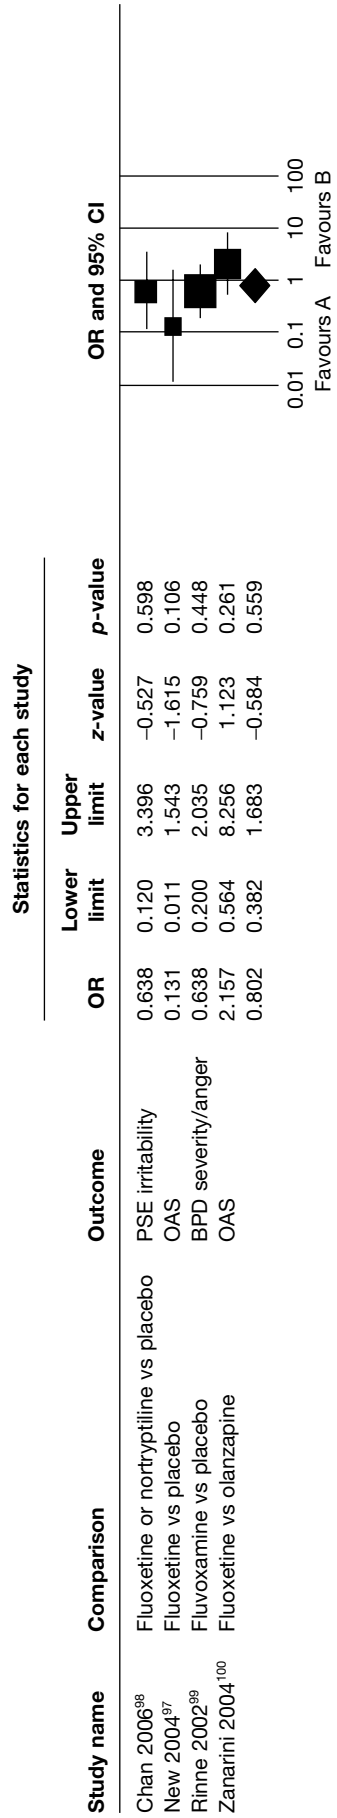 Statistics for each study
Study name Comparison Outcome OR Lower limit Upper limit z-value p-value OR and 95% CI
Chan 200698 Fluoxetine or nortryptiline vs placebo PSE irritability 0.638 0.120 3.396 –0.527 0.598
New 200497 Fluoxetine vs placebo OAS 0.131 0.011 1.543 –1.615 0.106
Rinne 200299 Fluvoxamine vs placebo BPD severity/anger 0.638 0.200 2.035 –0.759 0.448
Zanarini 2004100 Fluoxetine vs olanzapine OAS 2.157 0.564 8.256 1.123 0.261
0.802 0.382 1.683 –0.584 0.559
0.01 0.1 1 10 100
Favours A Favours B